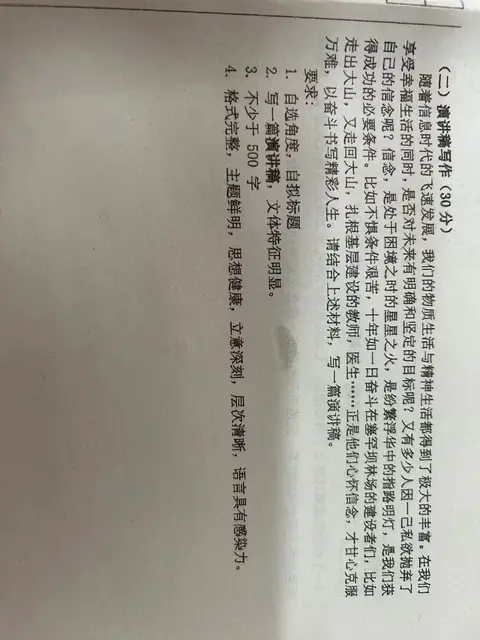 (二) 演讲稿写作 (30 分)
随着信息时代的飞速发展，我们的物质生活与精神生活都得到了极大的丰富。在我们
享受幸福生活的同时，是否对未来有明确和坚定的目标呢？又有多少人因一己私欲抛弃了
自己的信念呢？信念，是处于困境之时的星星之火，是纷繁浮华中的指路明灯，是我们获
得成功的必要条件。比如不惧条件艰苦，十年如一日奋斗在塞罕坝林场的建设者们，比如
走出大山，又走回大山，扎根基层建设的教师，医生……正是他们心怀信念，才甘心克服
万难，以奋斗书写精彩人生。请结合上述材料，写一篇演讲稿。
要求：
1. 自选角度，自拟标题
2. 写一篇演讲稿，文体特征明显。
3. 不少于 500 字
4. 格式完整，主题鲜明，思想健康，立意深刻，层次清晰，语言具有感染力。